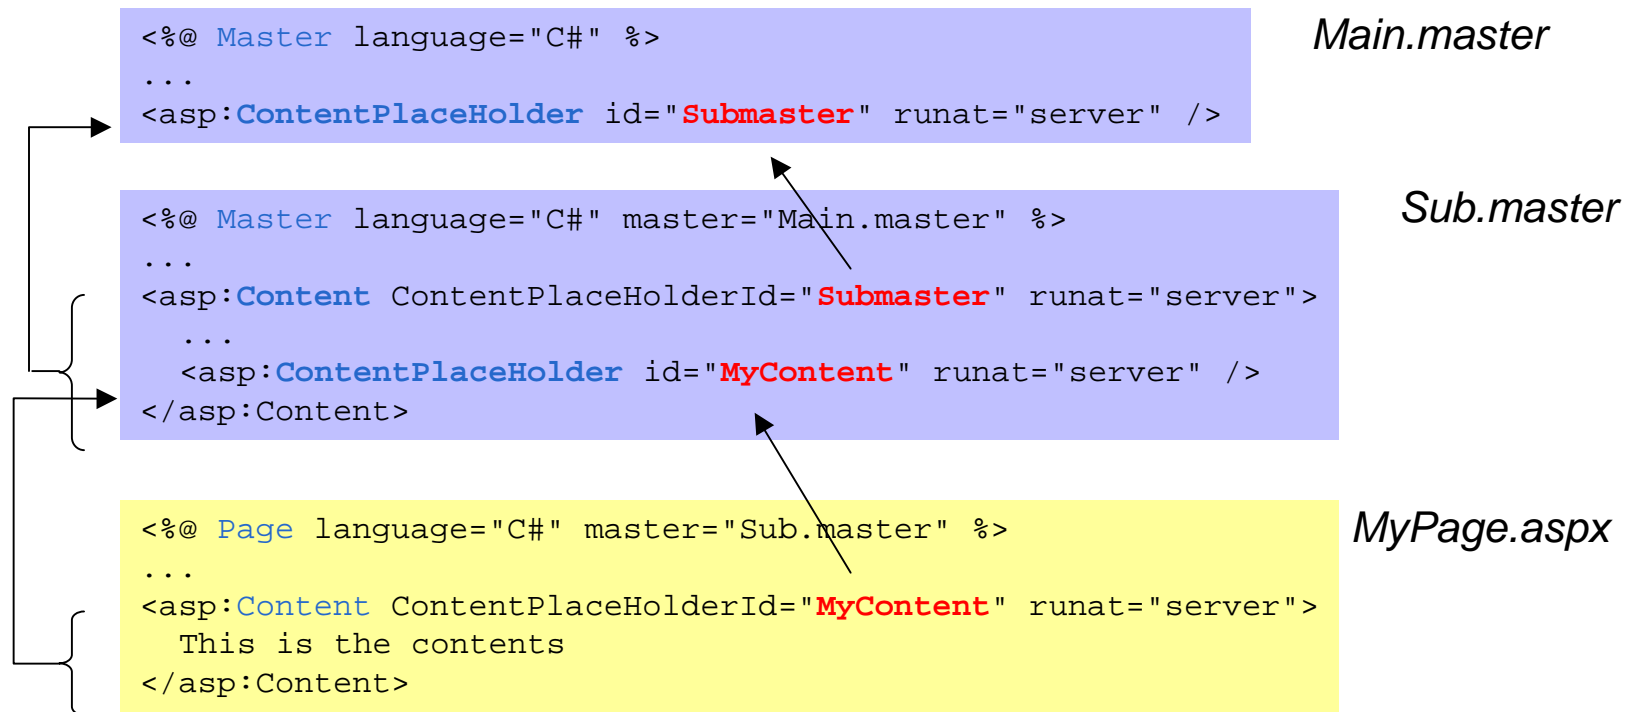 <%@ Master language="C#" %>
Main.master
...
<asp:ContentPlaceHolder id="Submaster" runat="server" />
<%@ Master language="C#" master="Main.master" %>
Sub.master
...
<asp:Content ContentPlaceHolderId="Submaster" runat="server">
...
<asp:ContentPlaceHolder id="MyContent" runat="server" />
</asp:Content>
<%@ Page language="C#" master="Sub.master" %>
MyPage.aspx
...
<asp:Content ContentPlaceHolderId="MyContent" runat="server">
This is the contents
</asp:Content>